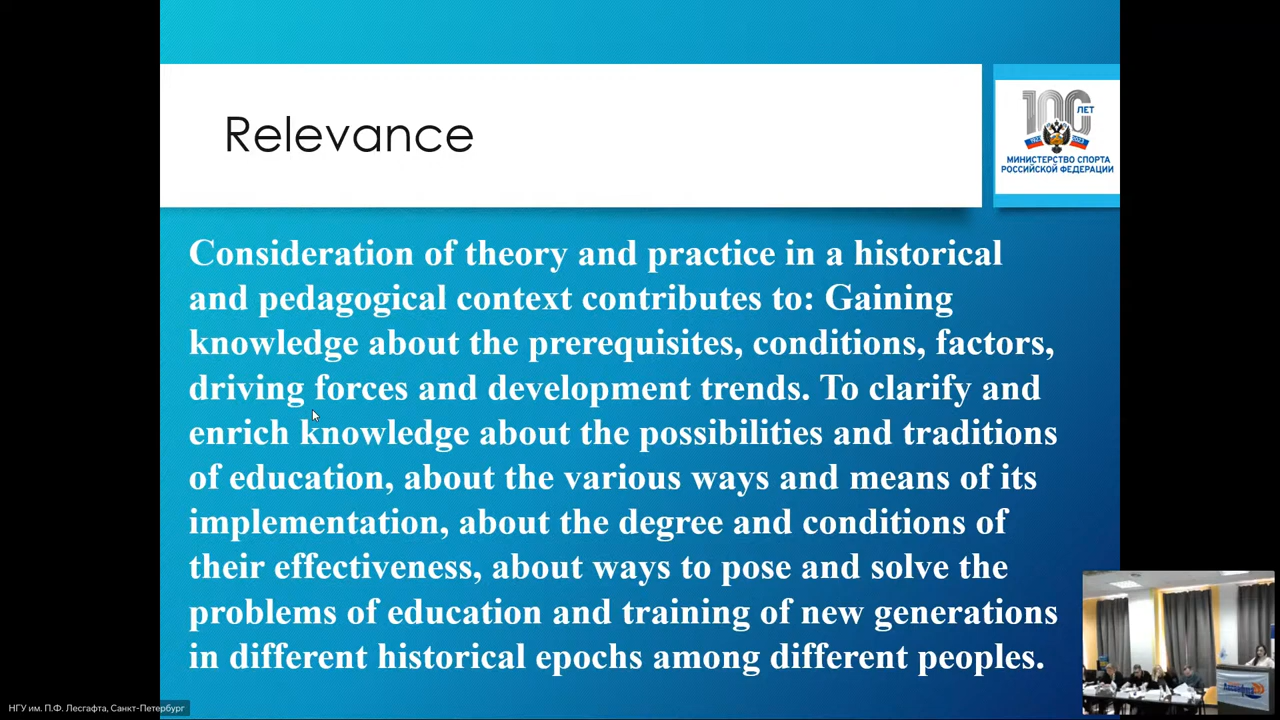 Relevance
100 ЛЕТ
МИНИСТЕРСТВО СПОРТА
РОССИЙСКОЙ ФЕДЕРАЦИИ
Consideration of theory and practice in a historical
and pedagogical context contributes to: Gaining
knowledge about the prerequisites, conditions, factors,
driving forces and development trends. To clarify and
enrich knowledge about the possibilities and traditions
of education, about the various ways and means of its
implementation, about the degree and conditions of
their effectiveness, about ways to pose and solve the
problems of education and training of new generations
in different historical epochs among different peoples.
НГУ им. П.Ф. Лесгафта, Санкт-Петербург